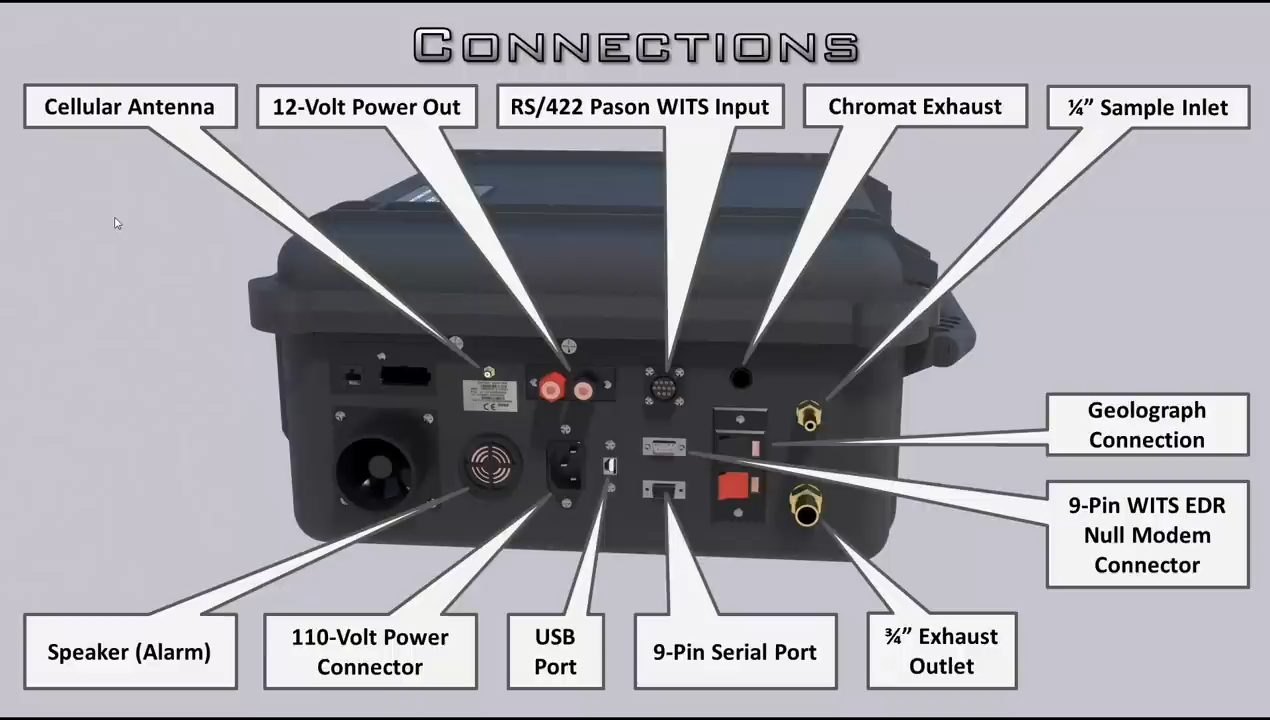 CONNECTIONS
Cellular Antenna
12-Volt Power Out
RS/422 Pason WITS Input
Chromat Exhaust
¼” Sample Inlet
Geolograph
Connection
9-Pin WITS EDR
Null Modem
Connector
Speaker (Alarm)
110-Volt Power
Connector
USB
Port
9-Pin Serial Port
¾” Exhaust
Outlet